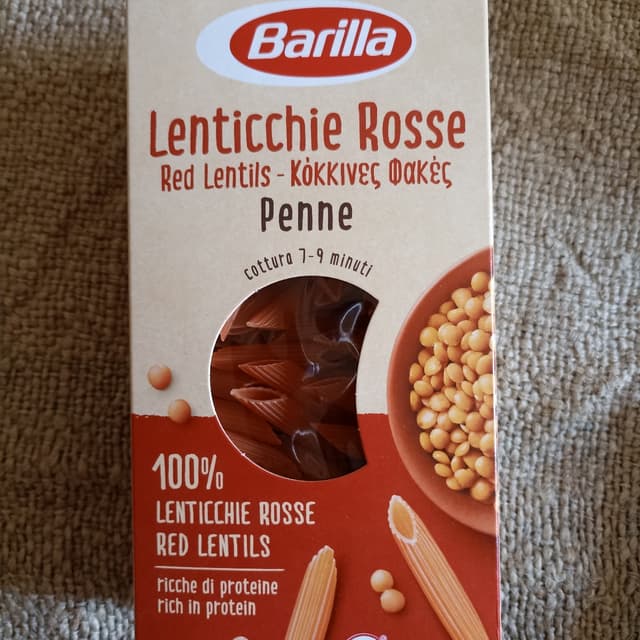 Barilla
Lenticchie Rosse
Red Lentils - Κόκκινες Φακές
Penne
cottura 7-9 minuti
100%
LENTICCHIE ROSSE
RED LENTILS
ricche di proteine
rich in protein